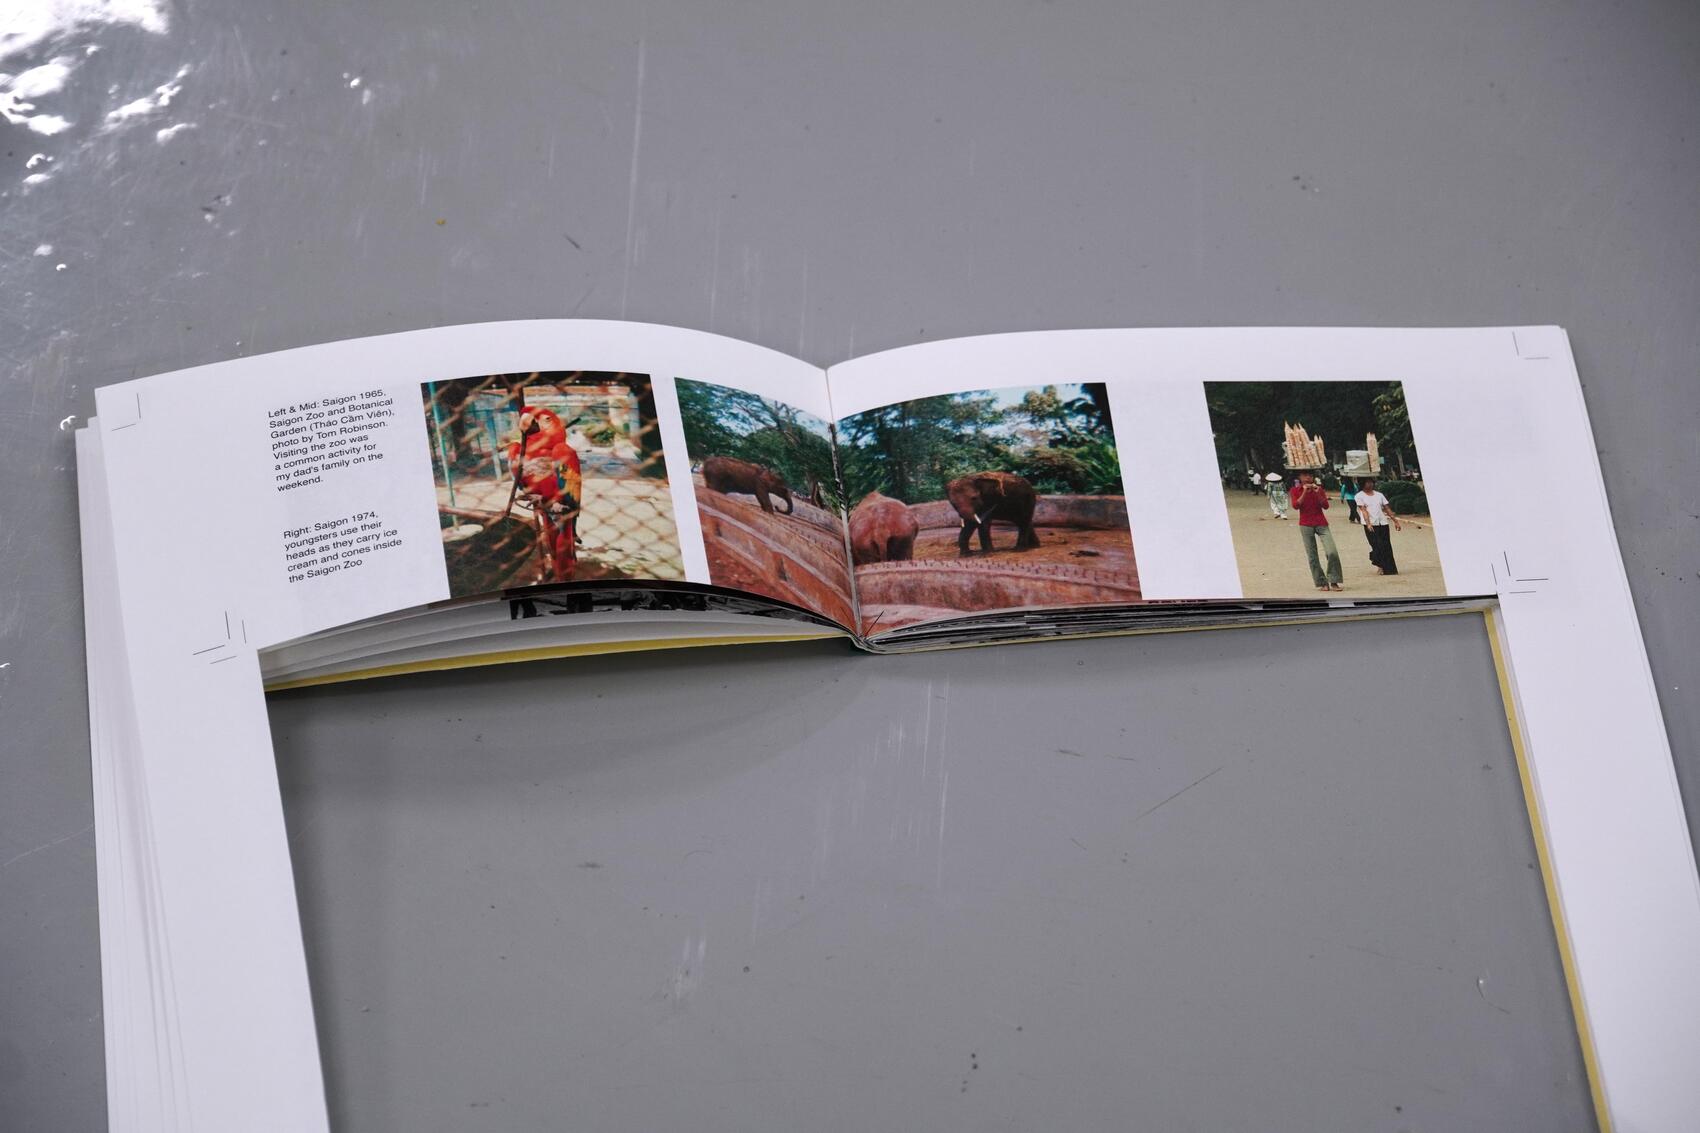 Left & Mid: Saigon 1965,
Saigon Zoo and Botanical
Garden (Thảo Cầm Viên),
photo by Tom Robinson.
Visiting the zoo was
a common activity for
my dad's family on the
weekend.
Right: Saigon 1974,
youngsters use their
heads as they carry ice
cream and cones inside
the Saigon Zoo